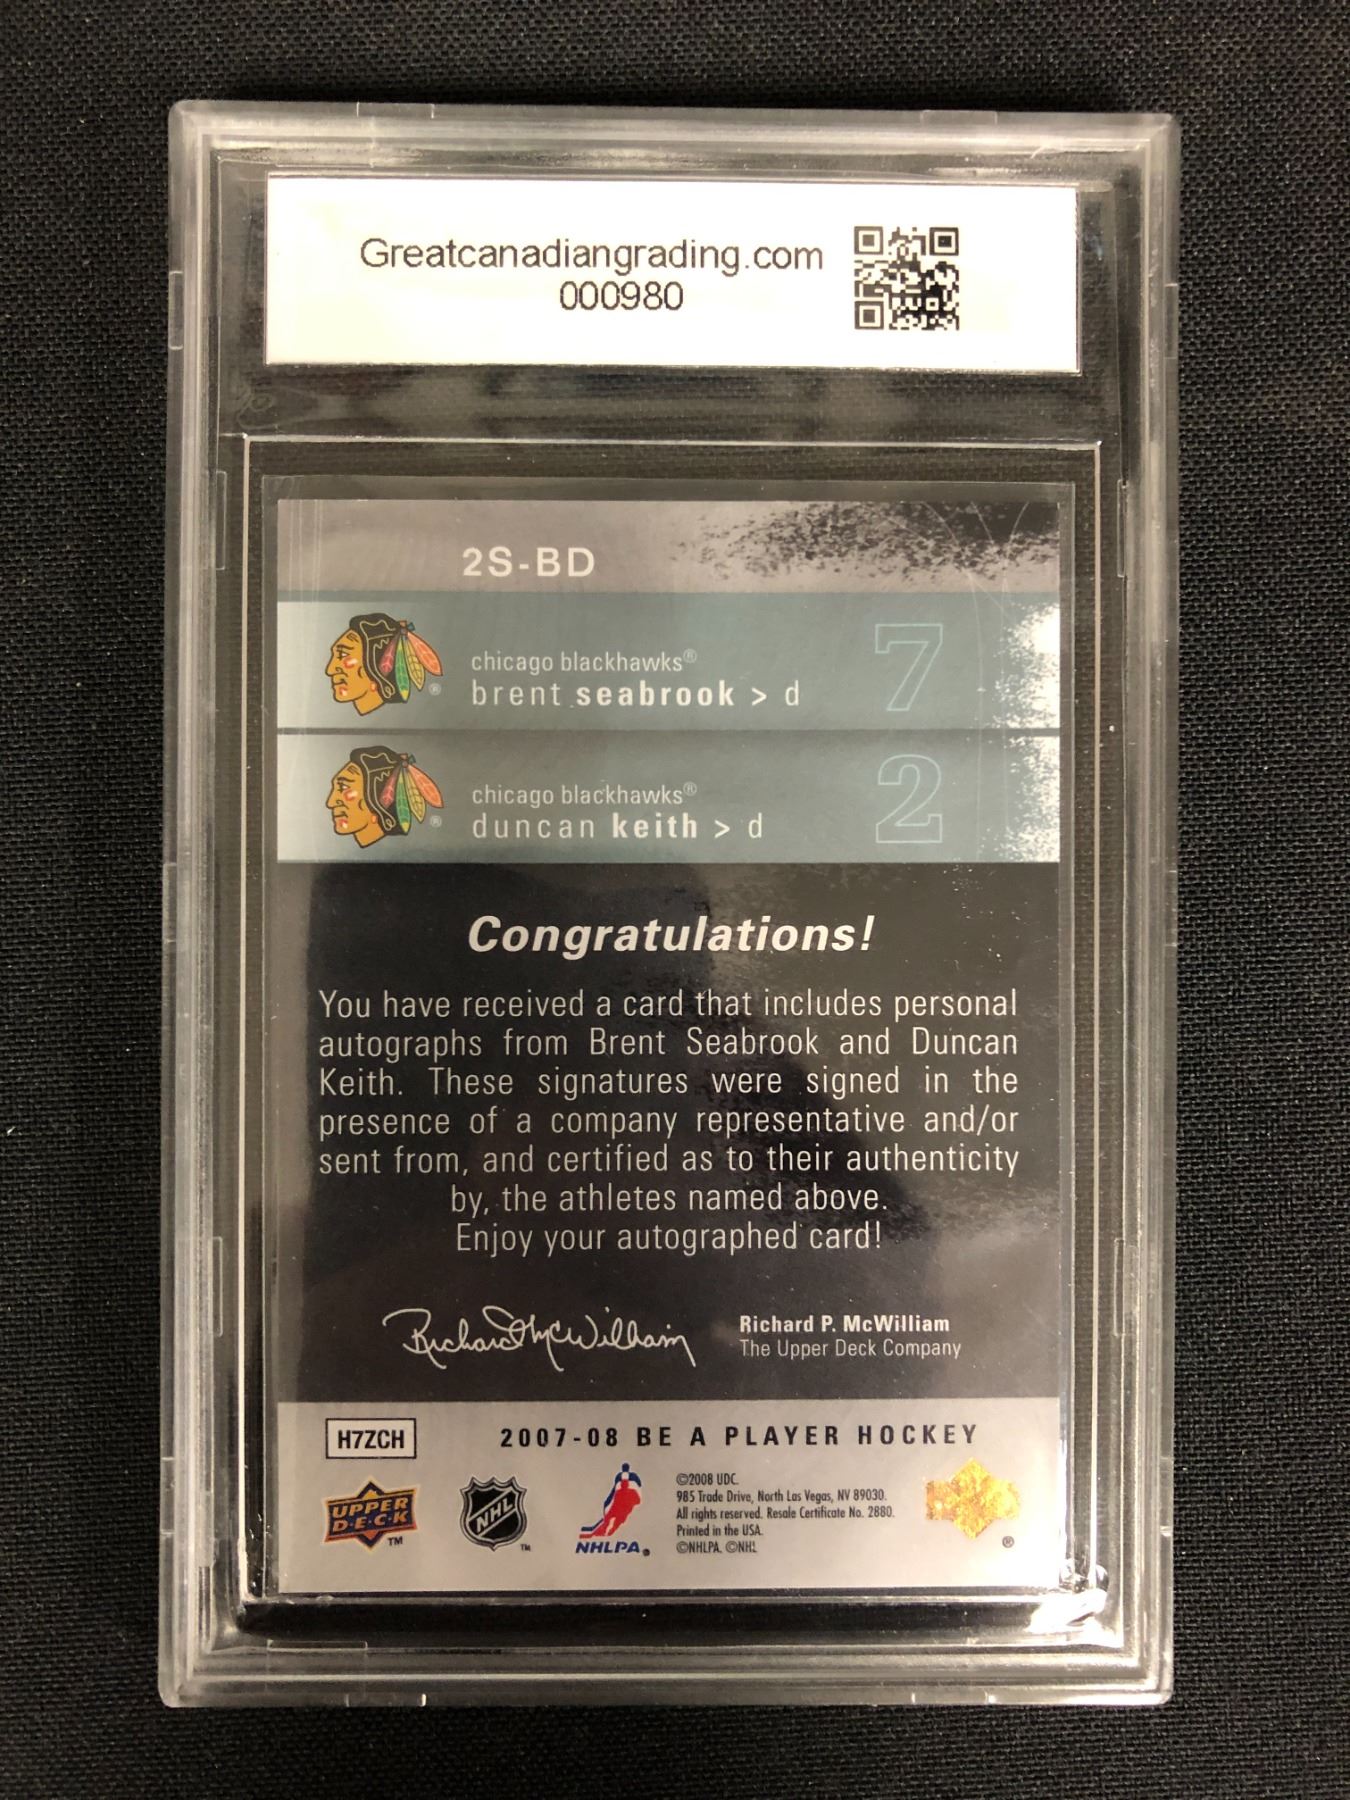 Greatcanadiangrading.com
000980
2S-BD
chicago blackhawks®
brent seabrook > d
7
chicago blackhawks®
duncan keith > d
2
Congratulations!
You have received a card that includes personal
autographs from Brent Seabrook and Duncan
Keith. These signatures were signed in the
presence of a company representative and/or
sent from, and certified as to their authenticity
by, the athletes named above.
Enjoy your autographed card!
Richard McWilliam
Richard P. McWilliam
The Upper Deck Company
H7ZCH
2007-08 BE A PLAYER HOCKEY
UPPER
D·E·C·K
™
NHL
™
NHLPA®
©2008 UDC.
985 Trade Drive, North Las Vegas, NV 89030.
All rights reserved. Resale Certificate No. 2880.
Printed in the USA.
©NHLPA. ©NHL
®